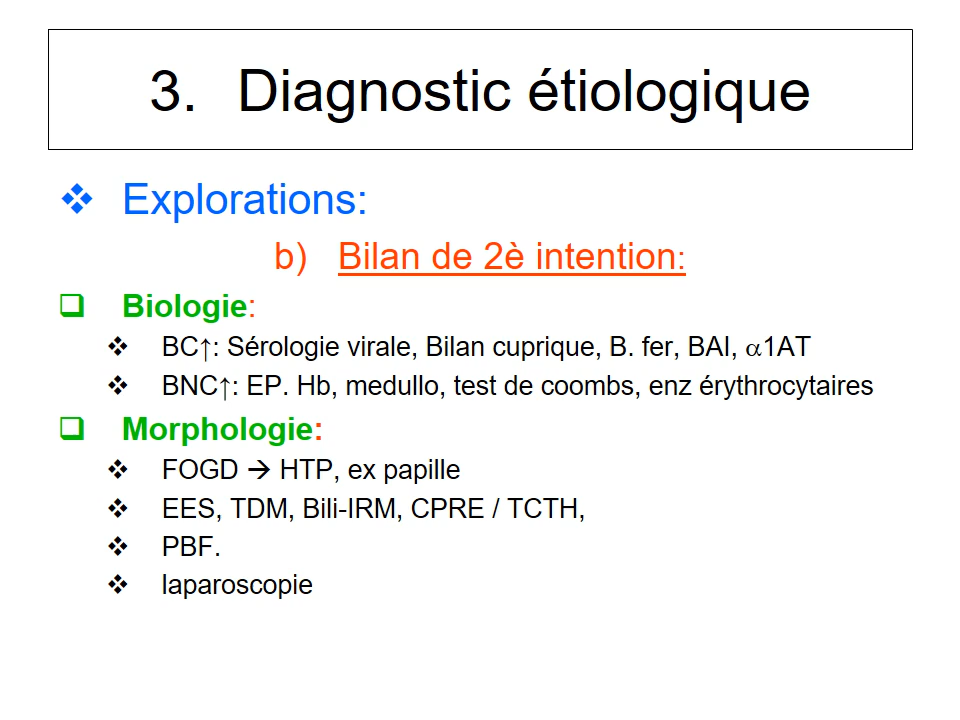 3. Diagnostic étiologique
❖ Explorations:
b) Bilan de 2è intention:
❑ Biologie:
❖ BC↑: Sérologie virale, Bilan cuprique, B. fer, BAI, α1AT
❖ BNC↑: EP. Hb, medullo, test de coombs, enz érythrocytaires
❑ Morphologie:
❖ FOGD → HTP, ex papille
❖ EES, TDM, Bili-IRM, CPRE / TCTH,
❖ PBF.
❖ laparoscopie